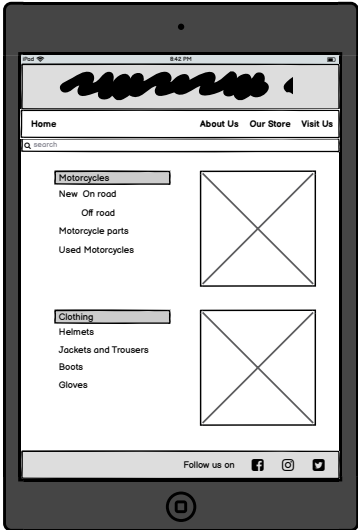 iPod 8:42 PM
Home About Us Our Store Visit Us
search
Motorcycles
New On road
Off road
Motorcycle parts
Used Motorcycles
Clothing
Helmets
Jackets and Trousers
Boots
Gloves
Follow us on